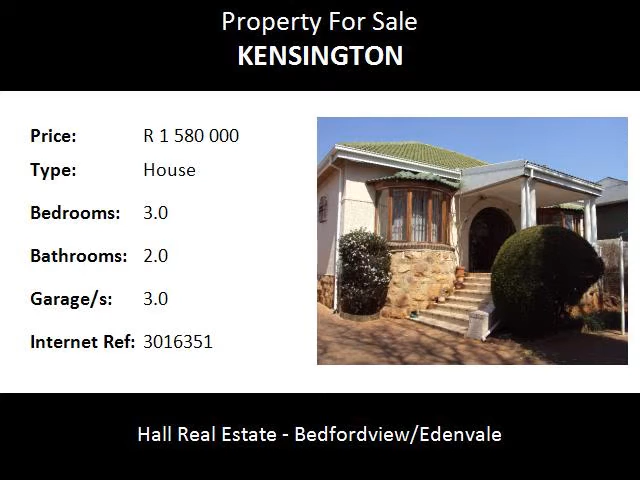 Property For Sale
KENSINGTON
Price: R 1 580 000
Type: House
Bedrooms: 3.0
Bathrooms: 2.0
Garage/s: 3.0
Internet Ref: 3016351
Hall Real Estate - Bedfordview/Edenvale